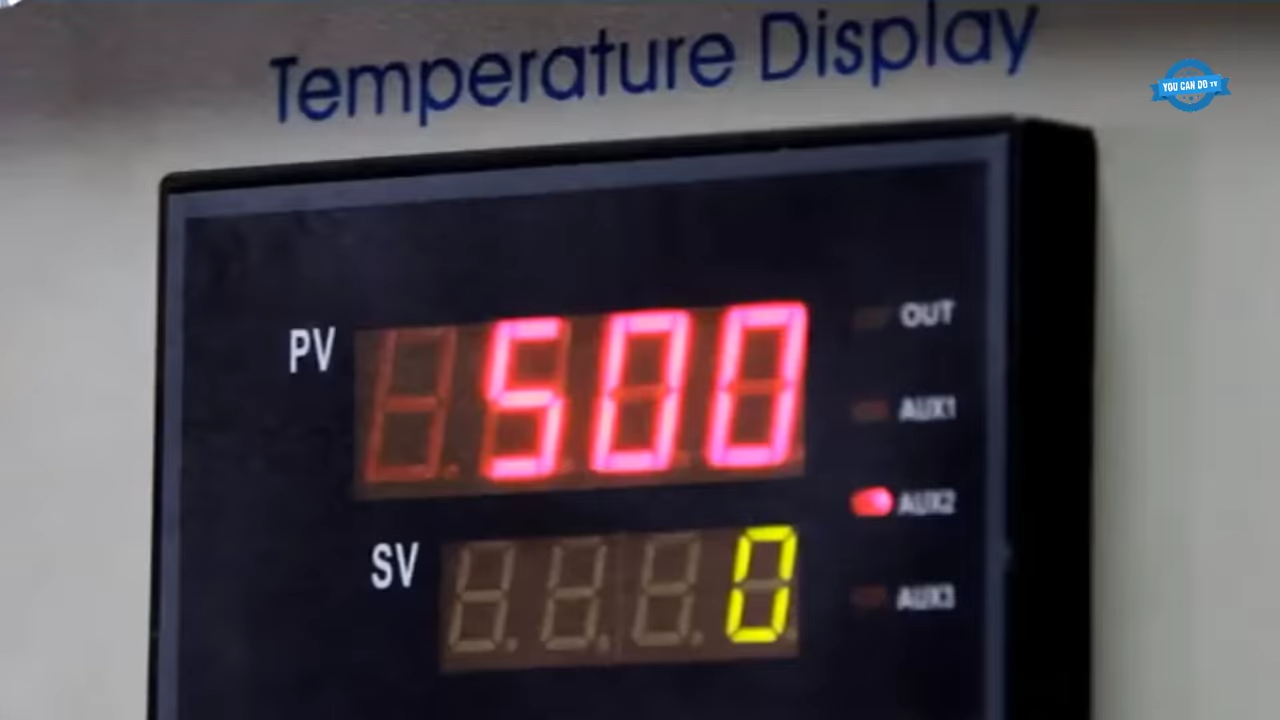 Temperature Display
YOU CAN DO TV
PV 500 OUT
AUX1
AUX2
SV 0
AUX3